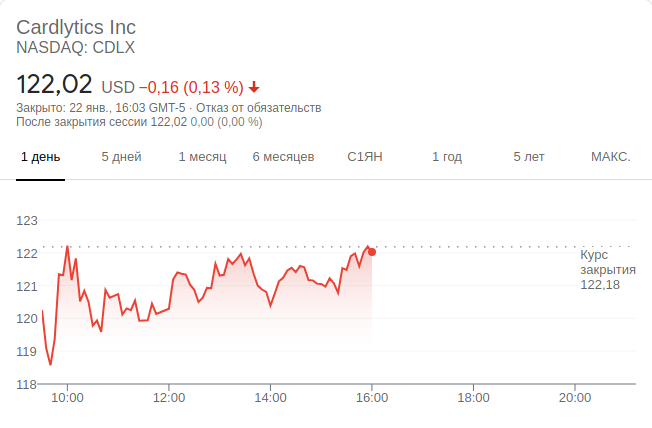 Cardlytics Inc
NASDAQ: CDLX
122,02 USD −0,16 (0,13 %)
Закрыто: 22 янв., 16:03 GMT-5 · Отказ от обязательств
После закрытия сессии 122,02 0,00 (0,00 %)
1 день 5 дней 1 месяц 6 месяцев С1ЯН 1 год 5 лет МАКС.
123
122
121
120
119
118
Курс
закрытия
122,18
10:00 12:00 14:00 16:00 18:00 20:00